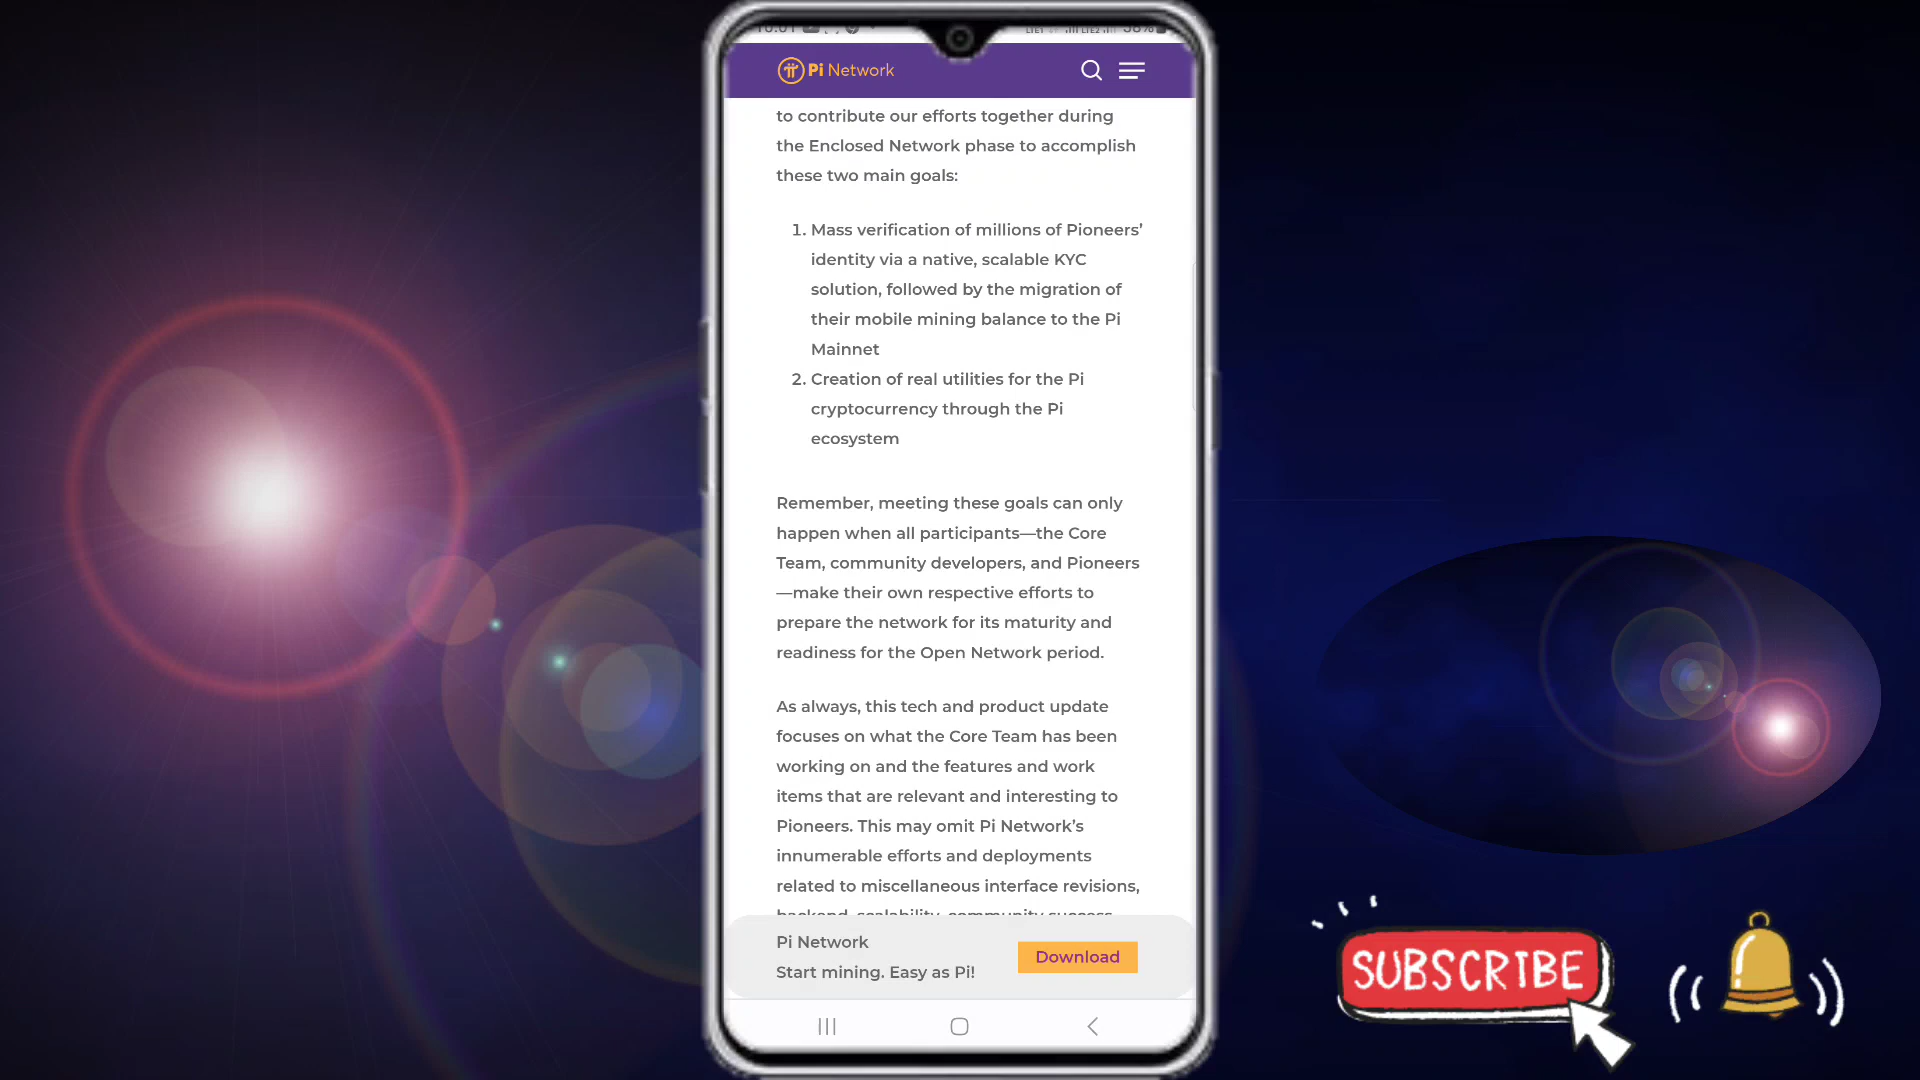 Pi Network
to contribute our efforts together during
the Enclosed Network phase to accomplish
these two main goals:
1. Mass verification of millions of Pioneers’
identity via a native, scalable KYC
solution, followed by the migration of
their mobile mining balance to the Pi
Mainnet
2. Creation of real utilities for the Pi
cryptocurrency through the Pi
ecosystem
Remember, meeting these goals can only
happen when all participants—the Core
Team, community developers, and Pioneers
—make their own respective efforts to
prepare the network for its maturity and
readiness for the Open Network period.
As always, this tech and product update
focuses on what the Core Team has been
working on and the features and work
items that are relevant and interesting to
Pioneers. This may omit Pi Network’s
innumerable efforts and deployments
related to miscellaneous interface revisions,
backend, scalability, community success
Pi Network
Start mining. Easy as Pi!
Download
SUBSCRIBE